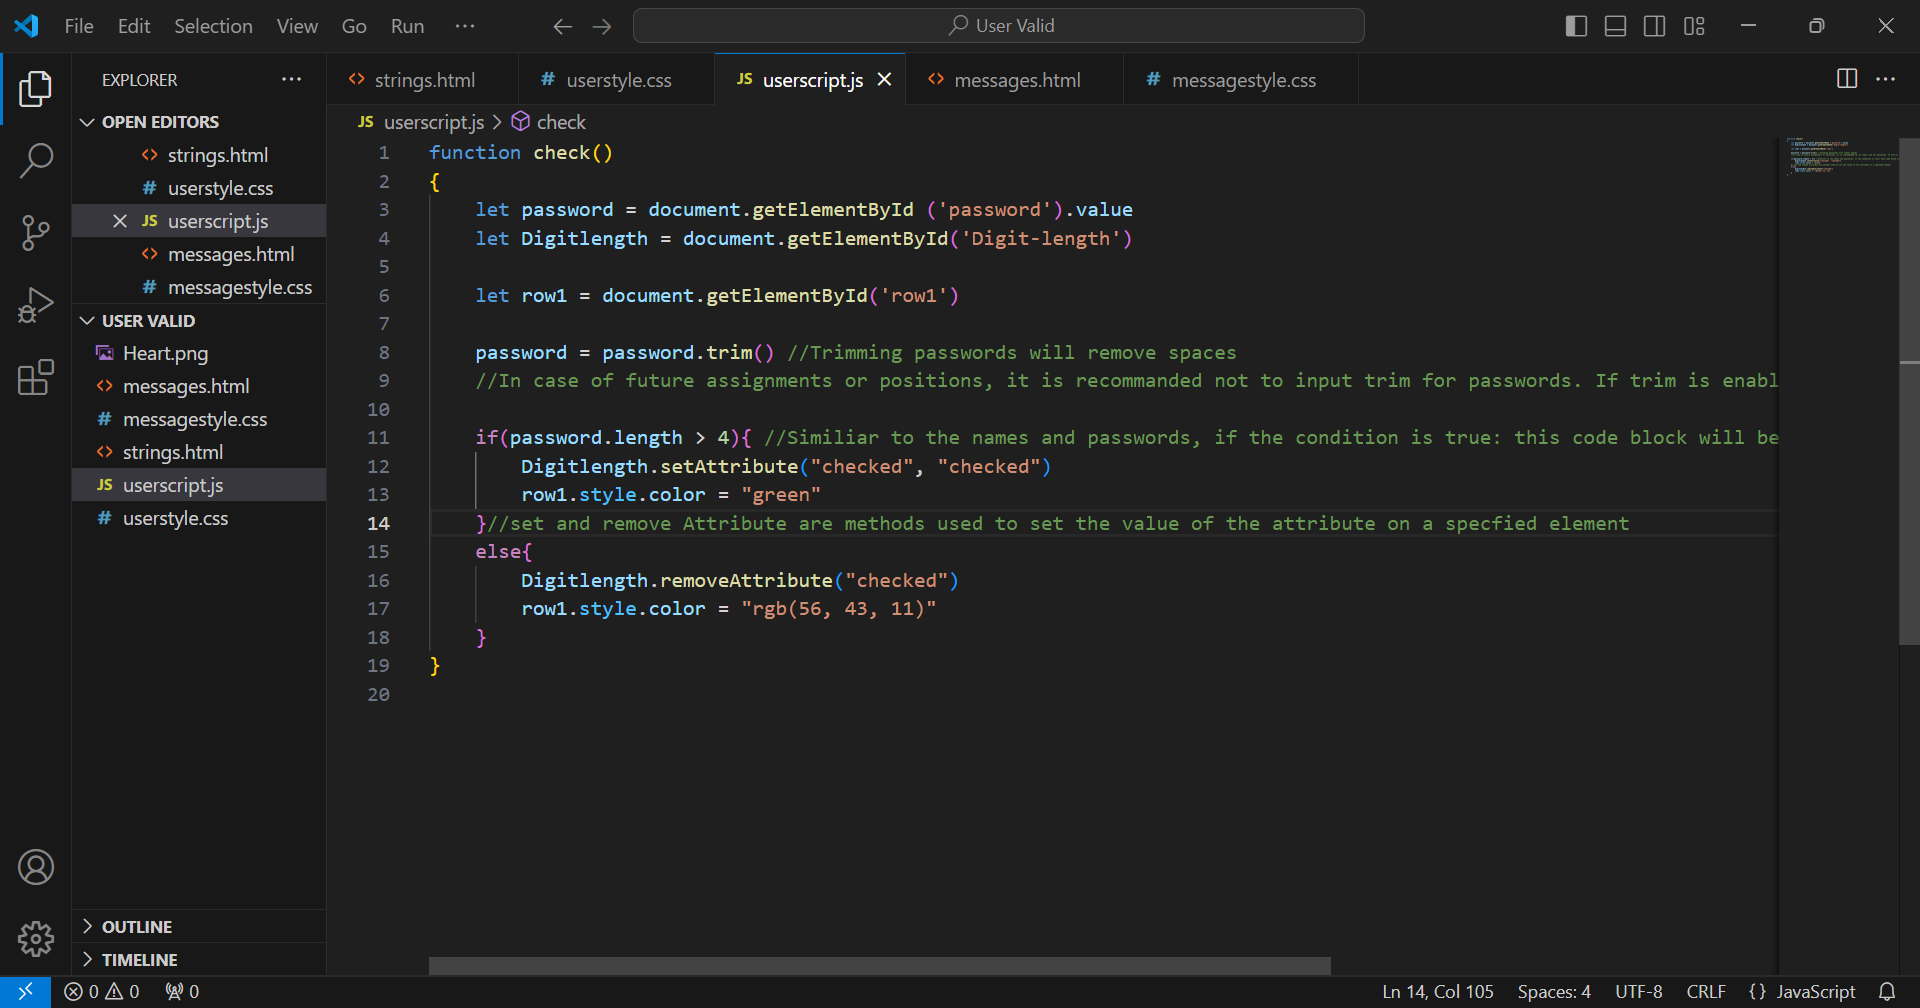 File Edit Selection View Go Run ··· User Valid
EXPLORER ···
strings.html userstyle.css JS userscript.js messages.html messagestyle.css ···
OPEN EDITORS
strings.html
# userstyle.css
JS userscript.js
messages.html
# messagestyle.css
USER VALID
Heart.png
messages.html
# messagestyle.css
strings.html
JS userscript.js
# userstyle.css
OUTLINE
TIMELINE
JS userscript.js > check
1 function check()
2 {
3 let password = document.getElementById ('password').value
4 let Digitlength = document.getElementById('Digit-length')
5
6 let row1 = document.getElementById('row1')
7
8 password = password.trim() //Trimming passwords will remove spaces
9 //In case of future assignments or positions, it is recommanded not to input trim for passwords. If trim is enabl
10
11 if(password.length > 4){ //Similiar to the names and passwords, if the condition is true: this code block will be
12 Digitlength.setAttribute("checked", "checked")
13 row1.style.color = "green"
14 }//set and remove Attribute are methods used to set the value of the attribute on a specfied element
15 else{
16 Digitlength.removeAttribute("checked")
17 row1.style.color = "rgb(56, 43, 11)"
18 }
19 }
20
0 0 0 Ln 14, Col 105 Spaces: 4 UTF-8 CRLF {} JavaScript